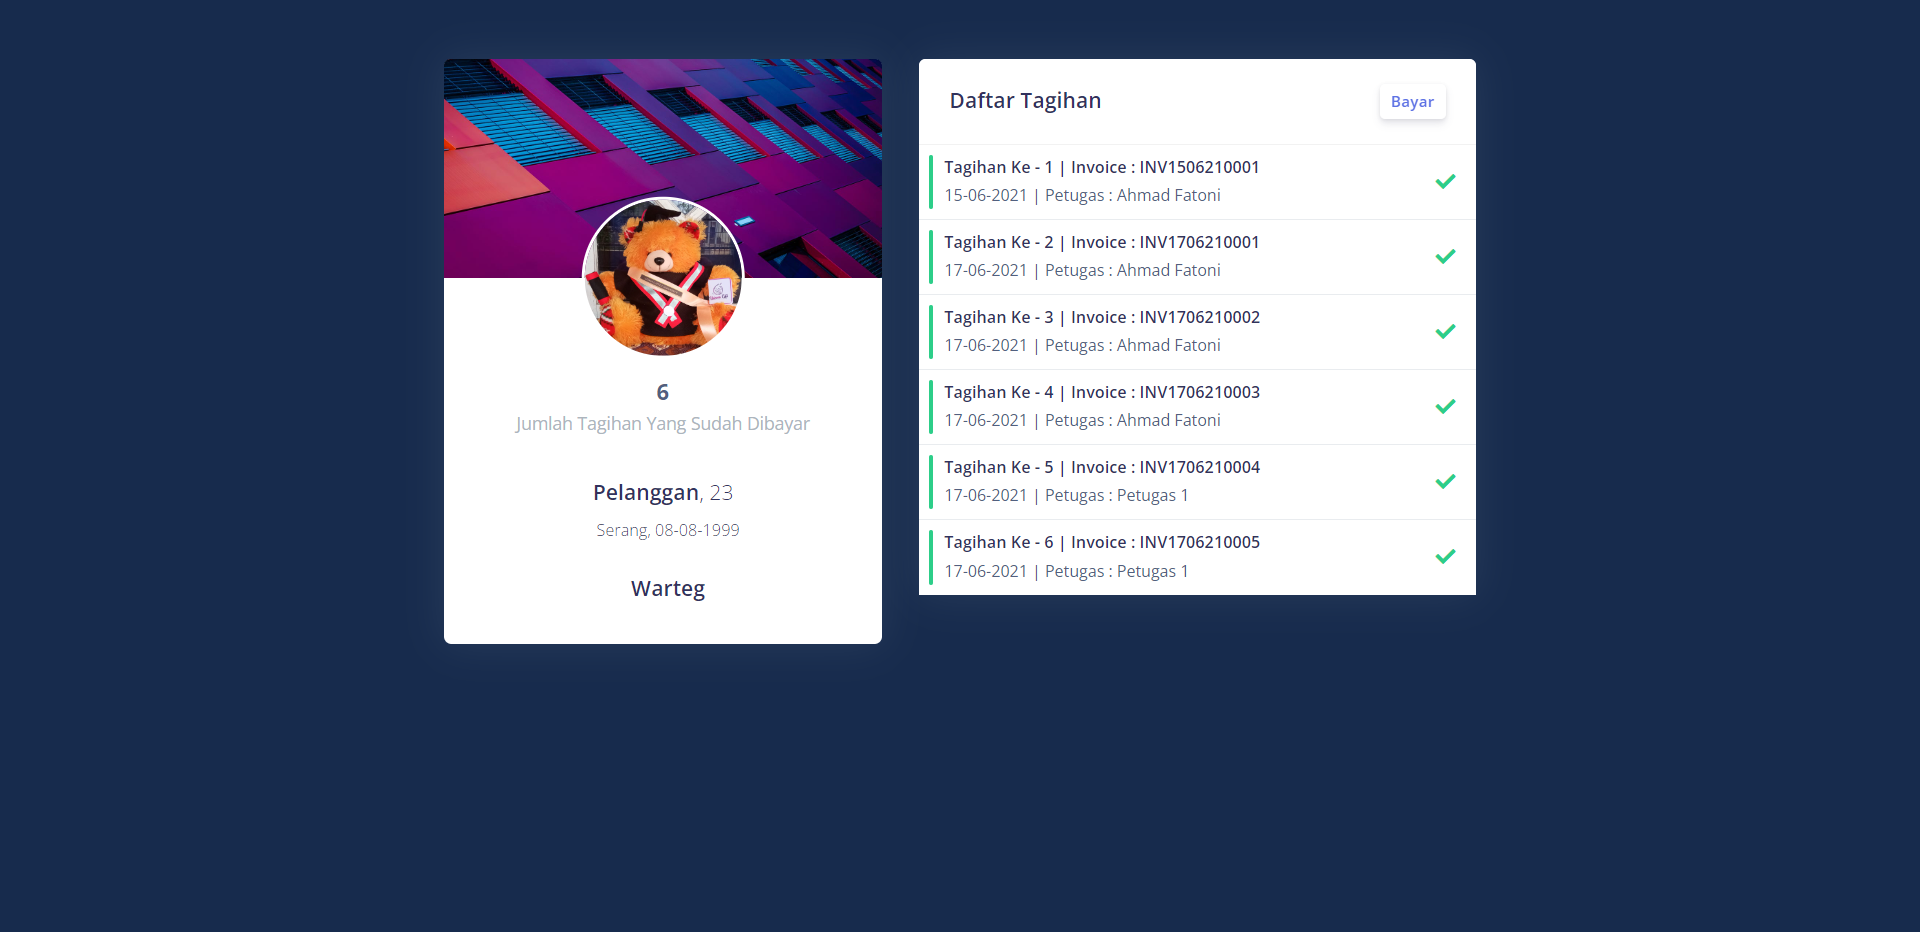 6
Jumlah Tagihan Yang Sudah Dibayar
Pelanggan, 23
Serang, 08-08-1999
Warteg
Daftar Tagihan
Bayar
Tagihan Ke - 1 | Invoice : INV1506210001
15-06-2021 | Petugas : Ahmad Fatoni
Tagihan Ke - 2 | Invoice : INV1706210001
17-06-2021 | Petugas : Ahmad Fatoni
Tagihan Ke - 3 | Invoice : INV1706210002
17-06-2021 | Petugas : Ahmad Fatoni
Tagihan Ke - 4 | Invoice : INV1706210003
17-06-2021 | Petugas : Ahmad Fatoni
Tagihan Ke - 5 | Invoice : INV1706210004
17-06-2021 | Petugas : Petugas 1
Tagihan Ke - 6 | Invoice : INV1706210005
17-06-2021 | Petugas : Petugas 1